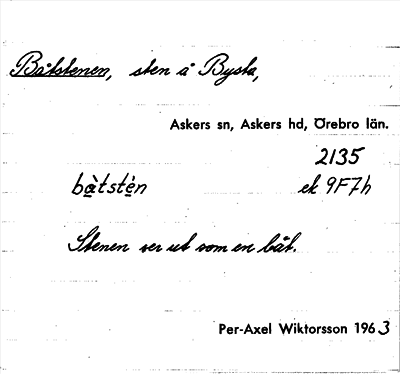 Båtstenen, sten å Bysta,
Askers sn, Askers hd, Örebro län.
2135
bàtstén ek 9F7h
Stenen ser ut som en båt.
Per-Axel Wiktorsson 1963